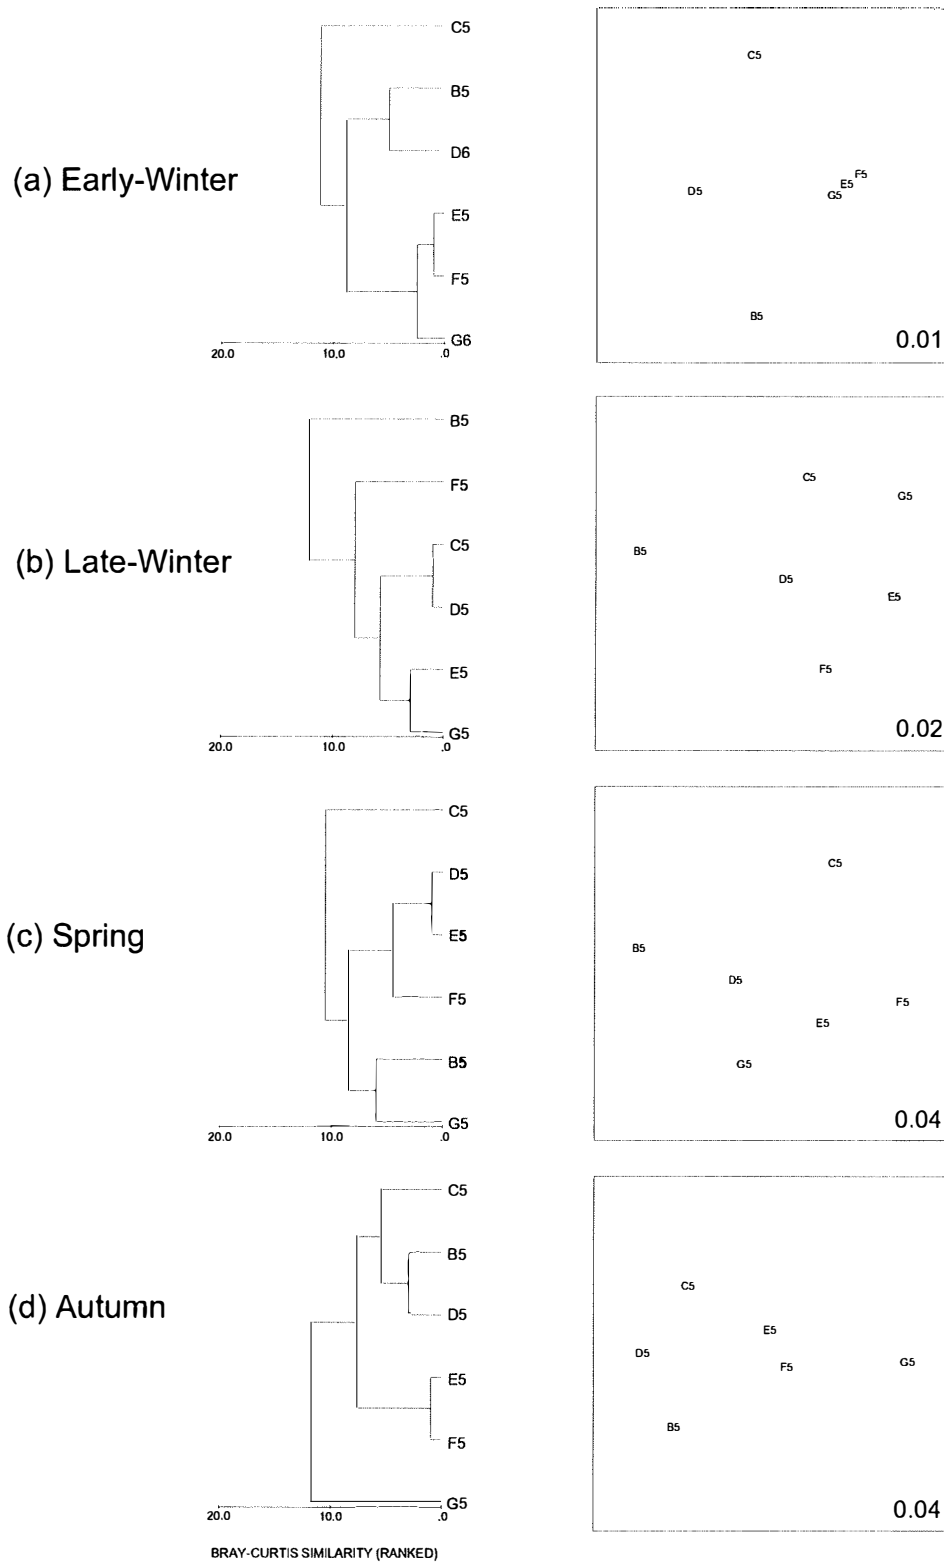 C5
B5
D6
(a) Early-Winter
E5
F5
G6
20.0 10.0 .0
C5
F5
E5
D5 G5
B5
0.01
B5
F5
(b) Late-Winter
C5
D5
E5
G5
20.0 10.0 .0
C5
G5
B5
D5
E5
F5
0.02
C5
D5
(c) Spring
E5
F5
B5
G5
20.0 10.0 .0
C5
B5
D5
F5
E5
G5
0.04
C5
B5
(d) Autumn
D5
E5
F5
G5
20.0 10.0 .0
C5
E5
D5
F5 G5
B5
0.04
BRAY-CURTIS SIMILARITY (RANKED)